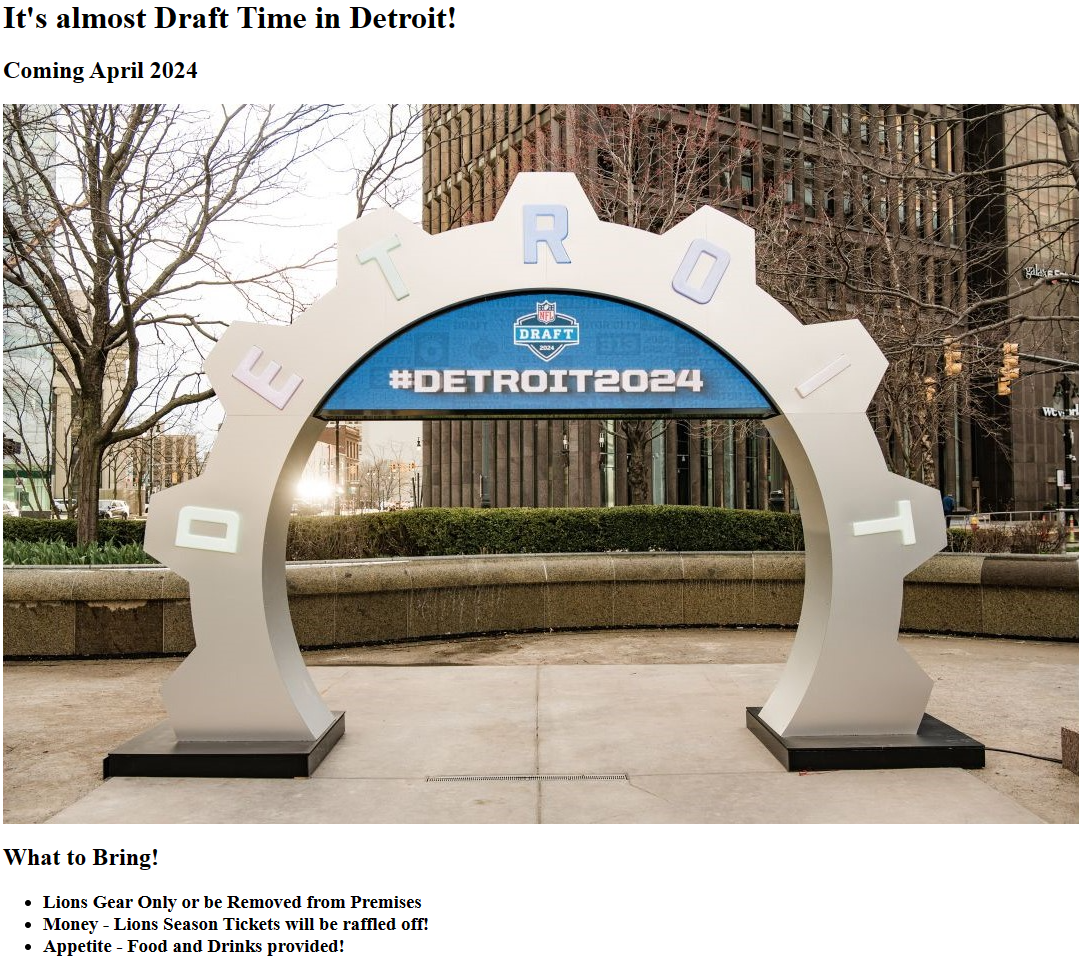 It's almost Draft Time in Detroit!
Coming April 2024
DETROIT
NFL
DRAFT
2024
#DETROIT2024
What to Bring!
Lions Gear Only or be Removed from Premises
Money - Lions Season Tickets will be raffled off!
Appetite - Food and Drinks provided!